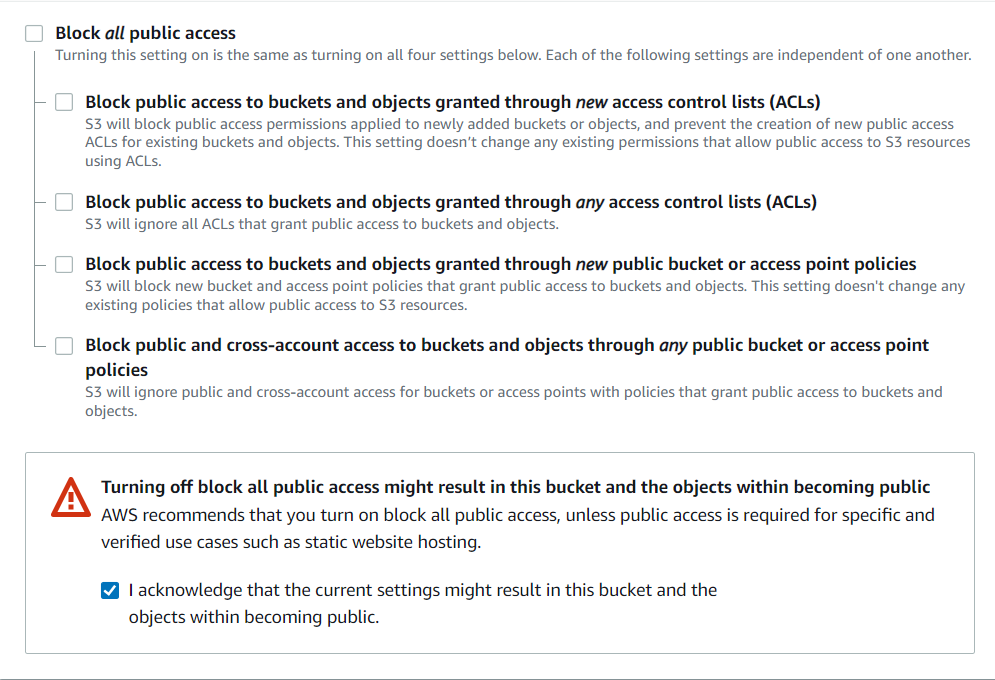 Block all public access
Turning this setting on is the same as turning on all four settings below. Each of the following settings are independent of one another.
Block public access to buckets and objects granted through new access control lists (ACLs)
S3 will block public access permissions applied to newly added buckets or objects, and prevent the creation of new public access
ACLs for existing buckets and objects. This setting doesn't change any existing permissions that allow public access to S3 resources
using ACLs.
Block public access to buckets and objects granted through any access control lists (ACLs)
S3 will ignore all ACLs that grant public access to buckets and objects.
Block public access to buckets and objects granted through new public bucket or access point policies
S3 will block new bucket and access point policies that grant public access to buckets and objects. This setting doesn't change any
existing policies that allow public access to S3 resources.
Block public and cross-account access to buckets and objects through any public bucket or access point
policies
S3 will ignore public and cross-account access for buckets or access points with policies that grant public access to buckets and
objects.
Turning off block all public access might result in this bucket and the objects within becoming public
AWS recommends that you turn on block all public access, unless public access is required for specific and
verified use cases such as static website hosting.
I acknowledge that the current settings might result in this bucket and the
objects within becoming public.